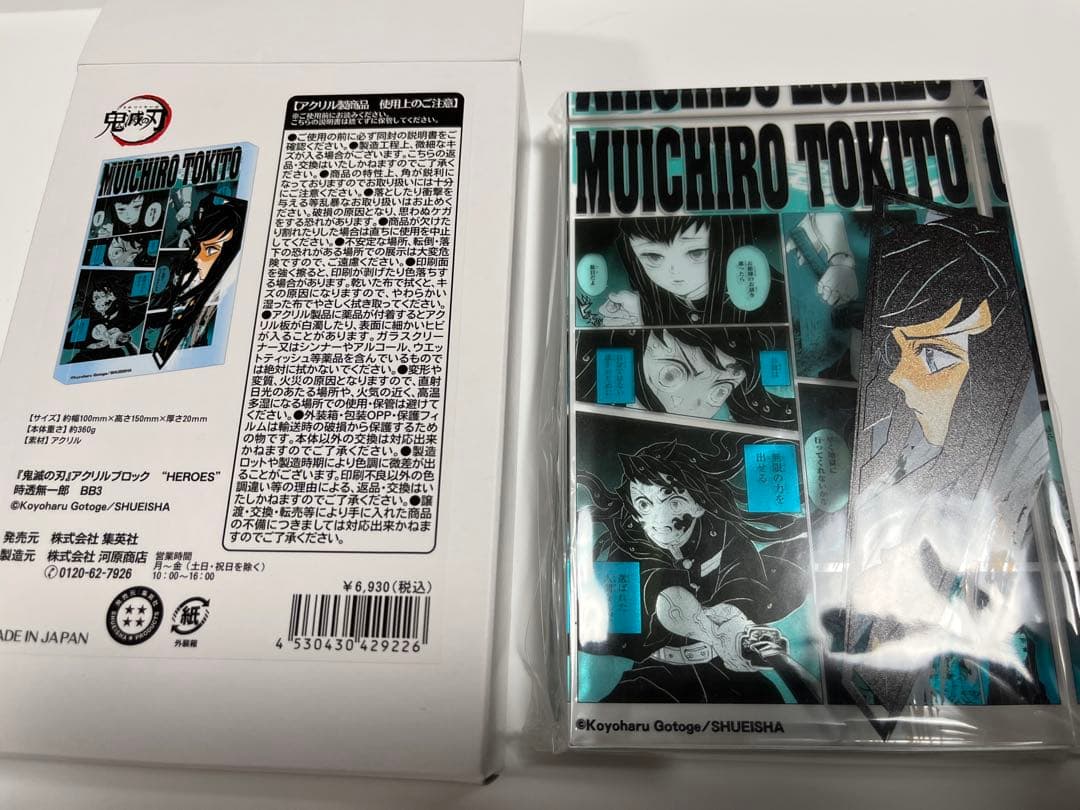 鬼滅の刃
MUICHIRO TOKITO
©Koyoharu Gotoge/SHUEISHA
【サイズ】約幅100mm×高さ150mm×厚さ20mm
【本体重さ】約360g
【素材】アクリル
『鬼滅の刃』アクリルブロック “HEROES”
時透無一郎 BB3
©Koyoharu Gotoge/SHUEISHA
発売元 株式会社 集英社
製造元 株式会社 河原商店 営業時間
月～金(土日・祝日を除く)
0120-62-7926 10:00～16:00
MADE IN JAPAN
SHUEISHA PRODUCTS
紙
外装箱
【アクリル製商品 使用上のご注意】
※ご使用前にお読みください。
こちらの説明書は捨てずに保管してください。
●ご使用の前に必ず同封の説明書をご
確認ください。●製造工程上、微細なキ
ズが入る場合がございます。こちらの返
品・交換はいたしかねますのでご了承く
ださい。●商品の特性上、角が鋭利に
なっておりますのでお取り扱いには十分
にご注意ください。●落としたり衝撃を
与える等乱暴なお取り扱いはお止めく
ださい。破損の原因となり、思わぬケガ
をする恐れがあります。●商品が欠けた
り割れたりした場合は直ちに使用を中止
してください。●不安定な場所、転倒・落
下の恐れがある場所での展示は大変危
険ですので、ご遠慮ください。●印刷面
を強く擦ると、印刷が剥げたり色落ちす
る場合があります。乾いた布で拭くと、キ
ズの原因になりますので、やわらかい
湿った布でやさしく拭き取ってください。
●アクリル製品に薬品が付着するとアク
リル板が白濁したり、表面に細かいヒビ
が入ることがあります。ガラスクリー
ナー又はシンナーやアルコール、ウエッ
トティッシュ等薬品を含んでいるもので
は絶対に拭かないでください。●変形や
変質、火災の原因となりますので、直射
日光のあたる場所や、火気の近く、高温
多湿になる場所での使用・保管は避けて
ください。●外装箱・包装OPP・保護フィ
ルムは輸送時の破損から保護するため
の物です。本体以外の交換は対応出来
かねますのでご了承ください。●製造
ロットや製造時期により色調に微差が出
ることがございます。印刷不良以外の色
調違い等の理由による、返品・交換はい
たしかねますのでご了承ください。●譲
渡・交換・転売等により手に入れた商品
の不備につきましては対応出来かねま
すのでご了承ください。
￥6,930(税込)
4 530430 429226
MUICHIRO TOKITO
無限の力を
出せる
選ばれた
©Koyoharu Gotoge/SHUEISHA